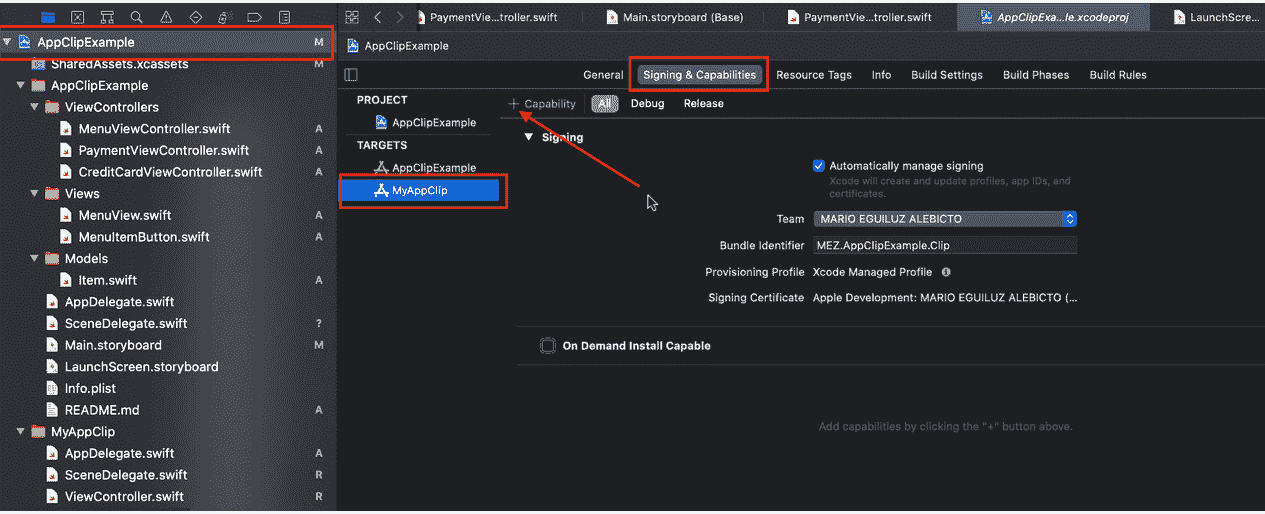 PaymentVie...troller.swift
Main.storyboard (Base)
PaymentVie...troller.swift
AppClipExa...le.xcodeproj
LaunchScreen...
AppClipExample M
SharedAssets.xcassets M
AppClipExample
ViewControllers
MenuViewController.swift A
PaymentViewController.swift A
CreditCardViewController.swift A
Views
MenuView.swift A
MenuItemButton.swift A
Models
Item.swift A
AppDelegate.swift
SceneDelegate.swift ?
Main.storyboard M
LaunchScreen.storyboard
Info.plist
README.md A
MyAppClip
AppDelegate.swift A
SceneDelegate.swift R
ViewController.swift R
AppClipExample
General Signing & Capabilities Resource Tags Info Build Settings Build Phases Build Rules
PROJECT
AppClipExample
TARGETS
AppClipExample
MyAppClip
+ Capability All Debug Release
Signing
Automatically manage signing
Xcode will create and update profiles, app IDs, and
certificates.
Team MARIO EGUILUZ ALEBICTO
Bundle Identifier MEZ.AppClipExample.Clip
Provisioning Profile Xcode Managed Profile
Signing Certificate Apple Development: MARIO EGUILUZ ALEBICTO (...
On Demand Install Capable
Add capabilities by clicking the "+" button above.